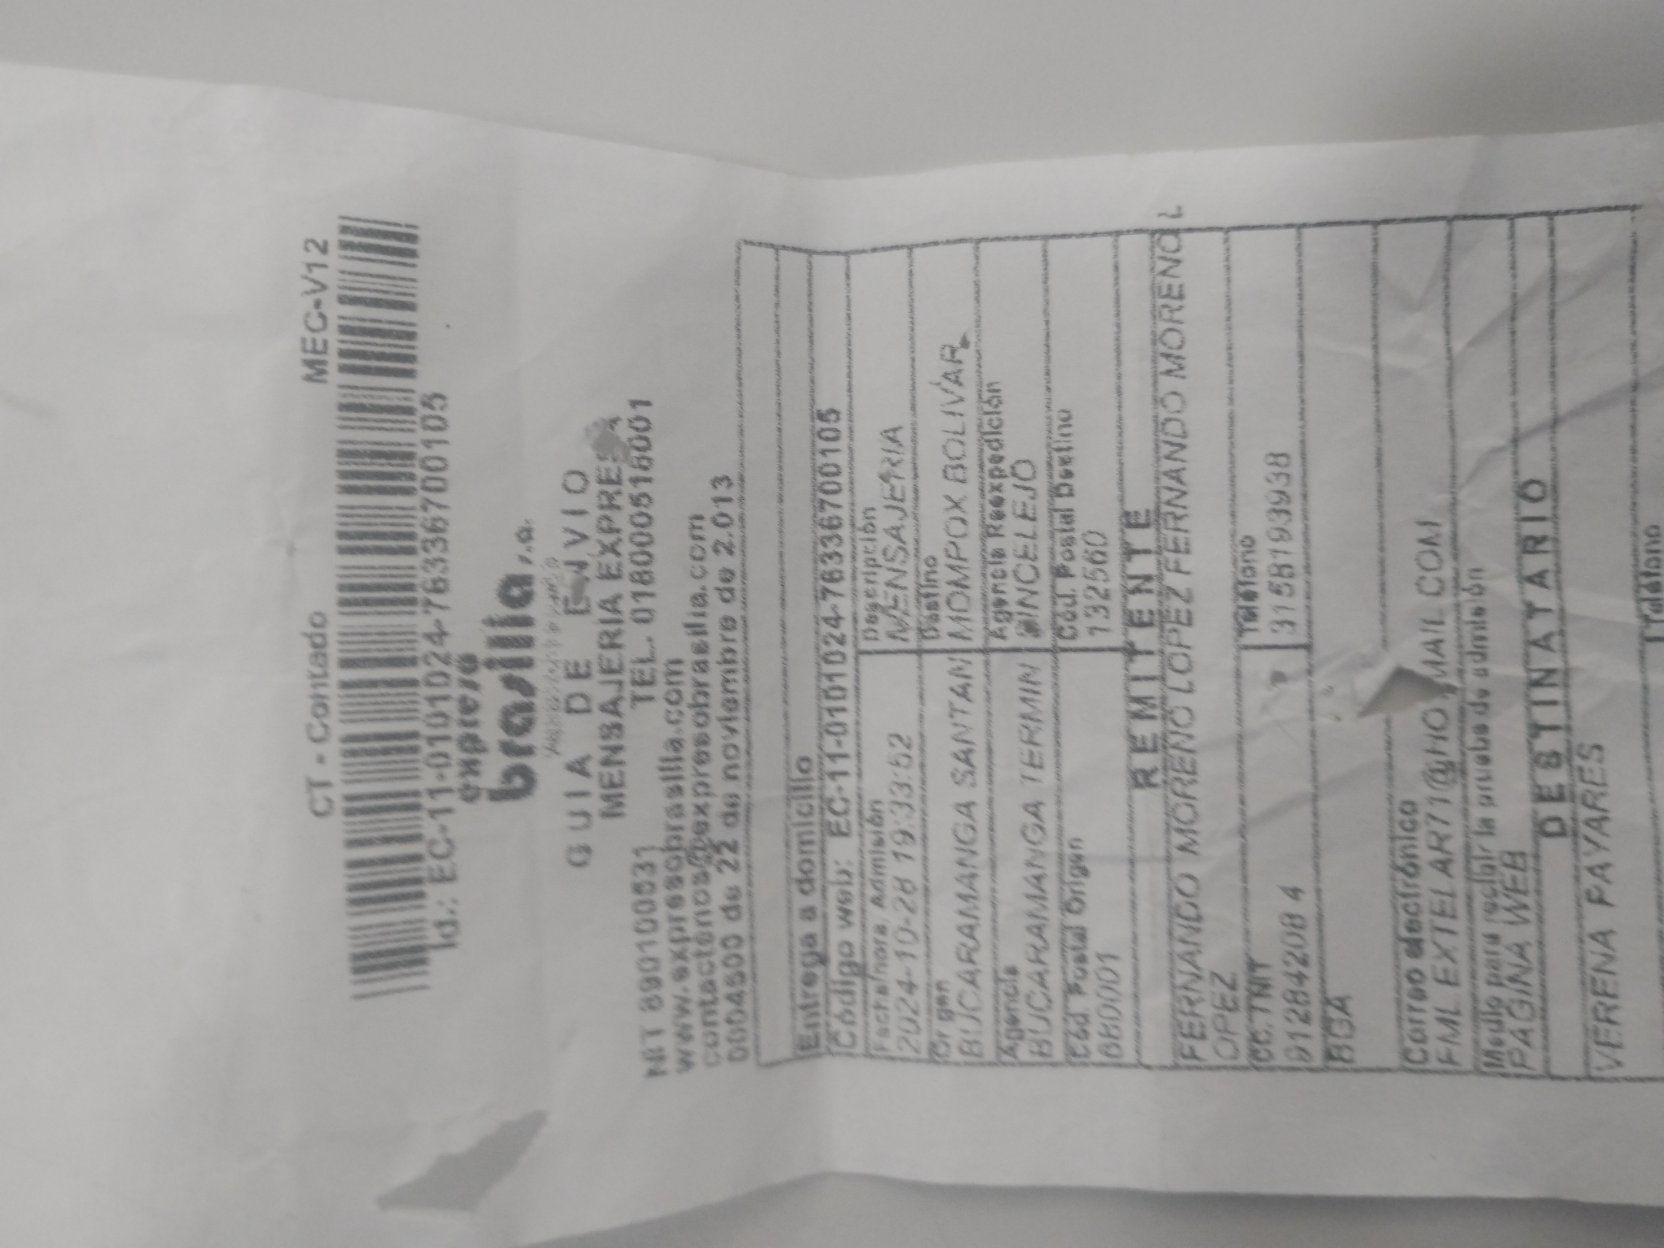 CT - Contado MEC-V12
Id.: EC-11-0101024-76336700105
expreso
brasilia s.a.
GUIA DE ENVIO
MENSAJERIA EXPRESA
NIT 890100531 TEL. 018000516001
www.expresobrasilia.com
contactenos@expresobrasilia.com
0004500 de 22 de noviembre de 2.013
Entrega a domicilio
Código web: EC-11-0101024-76336700105
Fecha/hora Admisión Descripción
2024-10-28 19:33:52 MENSAJERIA
Origen Destino
BUCARAMANGA SANTAN MOMPOX BOLIVAR
Agencia Agencia Reexpedición
BUCARAMANGA TERMIN SINCELEJO
Cód Postal Origen Cód. Postal Destino
680001 132560
REMITENTE
FERNANDO MORENO LOPEZ FERNANDO MORENO L
OPEZ
CC. TNIT Teléfono
91284208 4 3158193938
BGA
Correo electrónico
FML.EXTELAR71@HO MAIL.COM
Medio para recibir la prueba de admisión
PAGINA WEB
DESTINATARIO
VERENA PAYARES
Teléfono